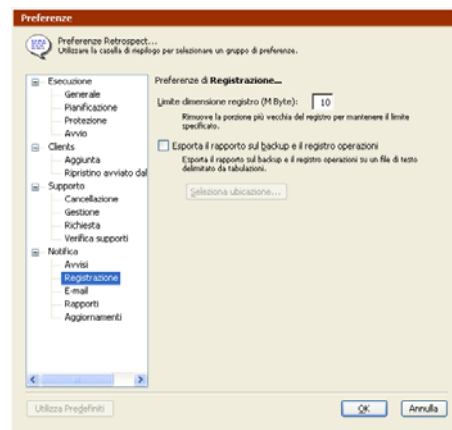 Preferenze
Preferenze Retrospect...
Utilizzare la casella di riepilogo per selezionare un gruppo di preferenze.
Esecuzione
Generale
Pianificazione
Protezione
Avvio
Clients
Aggiunta
Ripristino avviato dal
Supporto
Cancellazione
Gestione
Richiesta
Verifica supporti
Notifica
Avvisi
Registrazione
E-mail
Rapporti
Aggiornamenti
Preferenze di Registrazione...
Limite dimensione registro (M Byte): 10
Rimuove la porzione più vecchia del registro per mantenere il limite
specificato.
Esporta il rapporto sul backup e il registro operazioni
Esporta il rapporto sul backup e il registro operazioni su un file di testo
delimitato da tabulazioni.
Seleziona ubicazione...
Utilizza Predefiniti
OK
Annulla